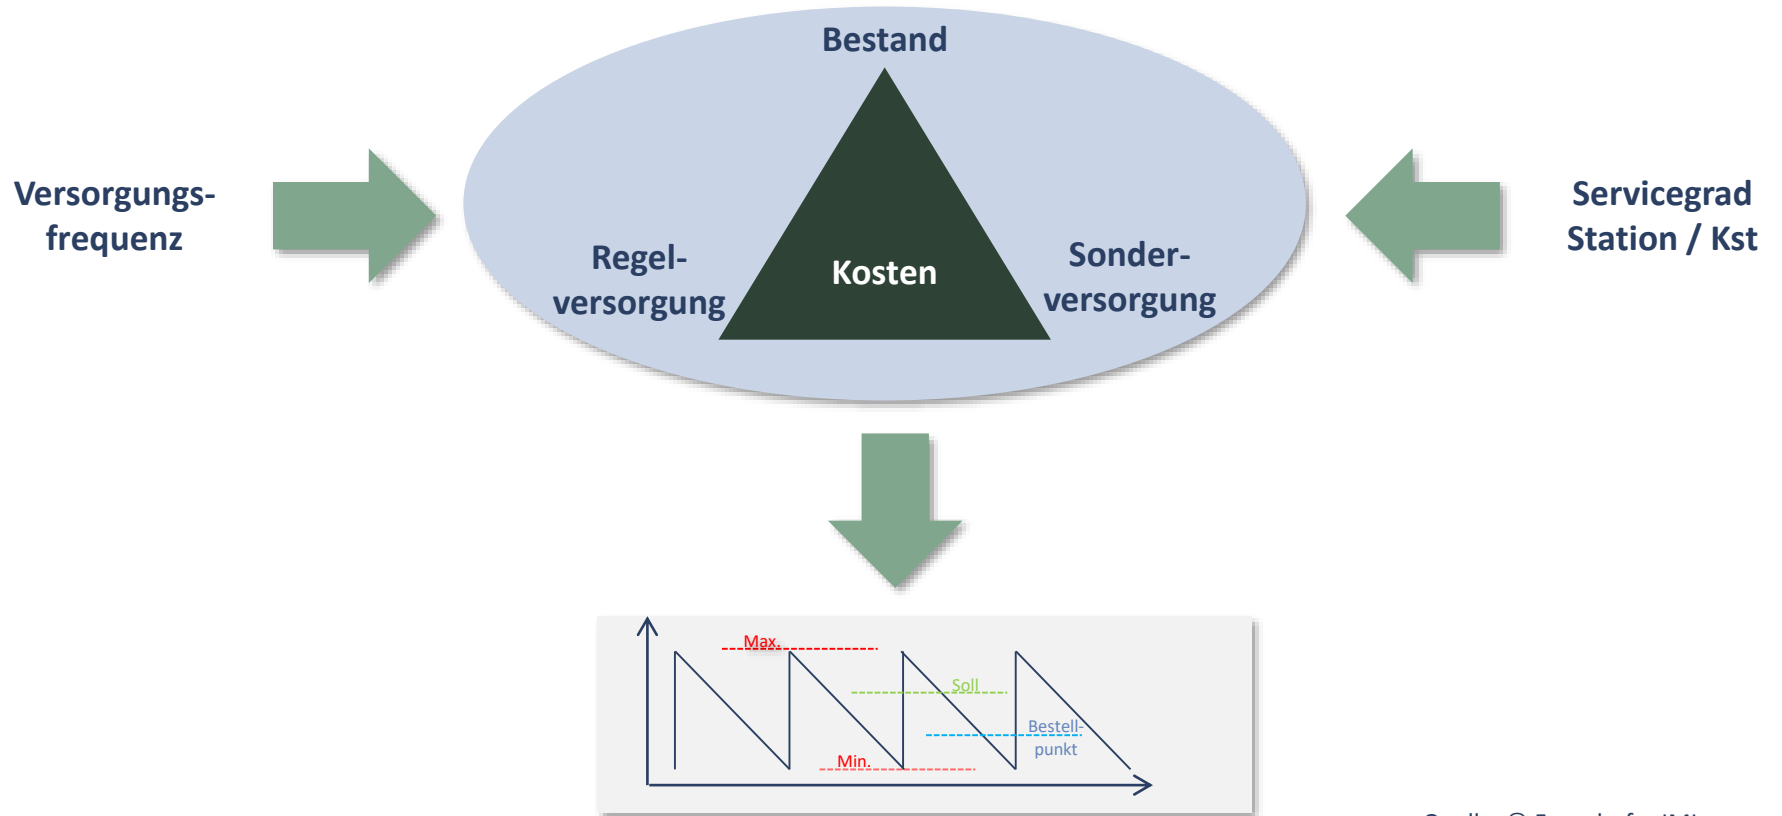 Bestand
Versorgungs-
frequenz
Servicegrad
Station / Kst
Regel-
versorgung
Kosten
Sonder-
versorgung
Max.
Soll
Bestell-
punkt
Min.